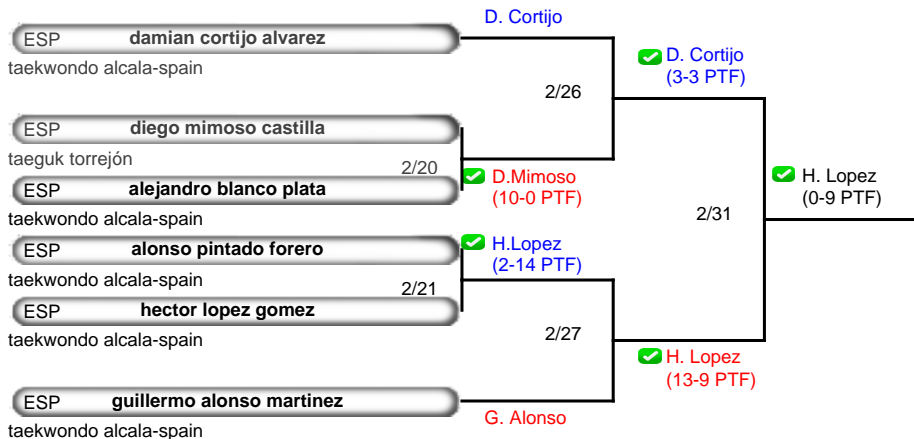 D. Cortijo
ESP damian cortijo alvarez
taekwondo alcala-spain
D. Cortijo
(3-3 PTF)
2/26
ESP diego mimoso castilla
taeguk torrejón
2/20
D.Mimoso
(10-0 PTF)
ESP alejandro blanco plata
taekwondo alcala-spain
H. Lopez
(0-9 PTF)
2/31
ESP alonso pintado forero
taekwondo alcala-spain
H.Lopez
(2-14 PTF)
2/21
ESP hector lopez gomez
taekwondo alcala-spain
2/27
H. Lopez
(13-9 PTF)
ESP guillermo alonso martinez
taekwondo alcala-spain
G. Alonso